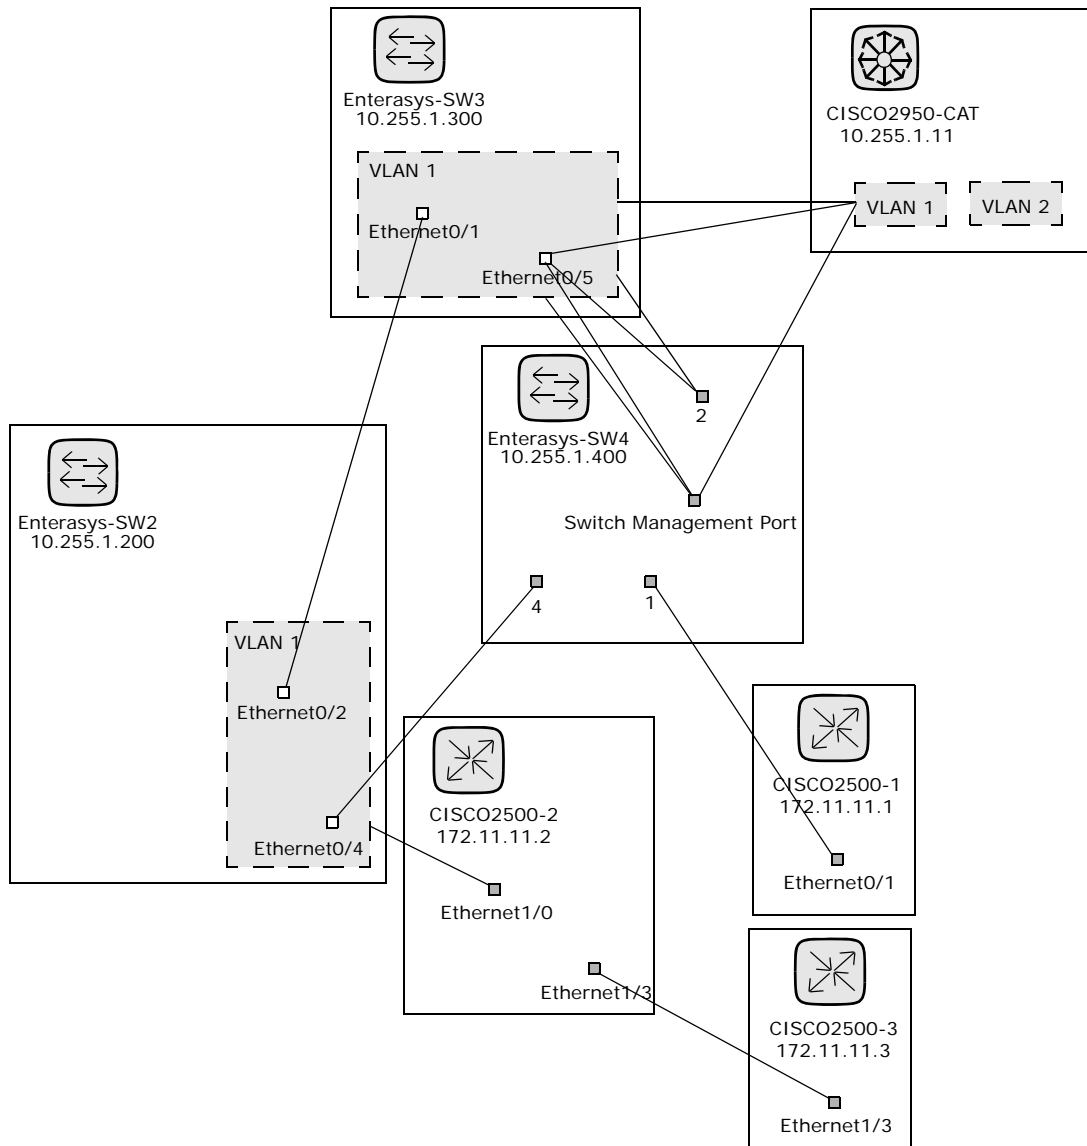 Enterasys-SW3
10.255.1.300
VLAN 1
Ethernet0/1
Ethernet0/5
CISCO2950-CAT
10.255.1.11
VLAN 1
VLAN 2
Enterasys-SW4
10.255.1.400
2
Switch Management Port
4
1
Enterasys-SW2
10.255.1.200
VLAN 1
Ethernet0/2
Ethernet0/4
CISCO2500-2
172.11.11.2
Ethernet1/0
Ethernet1/3
CISCO2500-1
172.11.11.1
Ethernet0/1
CISCO2500-3
172.11.11.3
Ethernet1/3